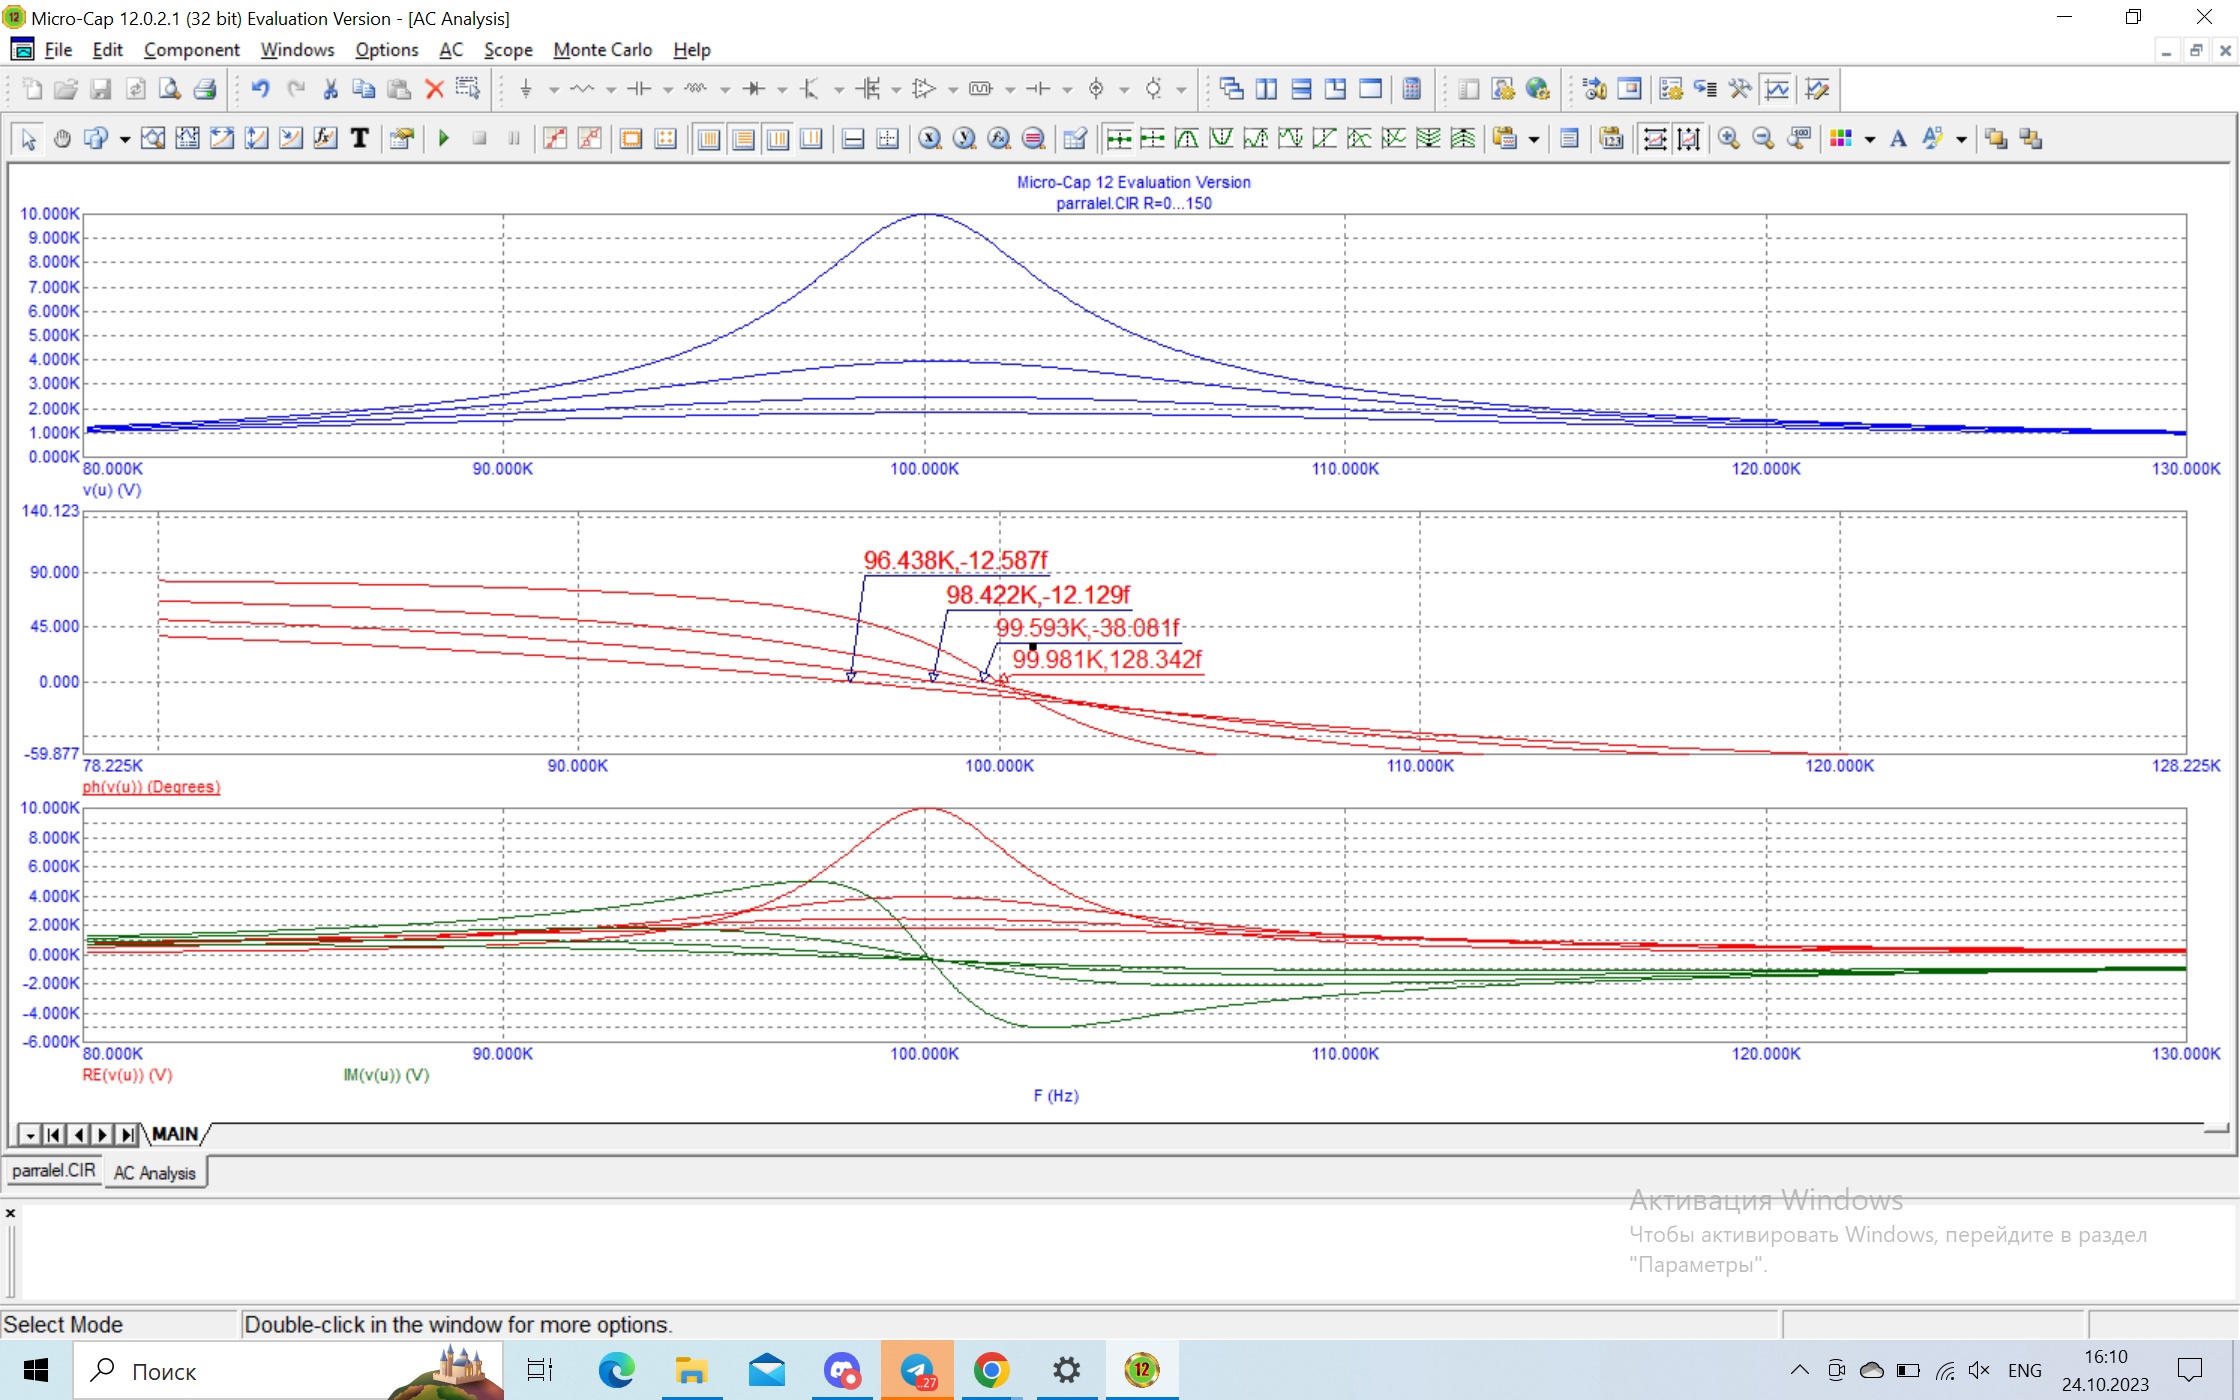 Micro-Cap 12.0.2.1 (32 bit) Evaluation Version - [AC Analysis]
File Edit Component Windows Options AC Scope Monte Carlo Help
Micro-Cap 12 Evaluation Version
parralel.CIR R=0...150
10.000K
9.000K
8.000K
7.000K
6.000K
5.000K
4.000K
3.000K
2.000K
1.000K
0.000K
80.000K 90.000K 100.000K 110.000K 120.000K 130.000K
v(u) (V)
140.123
90.000
45.000
0.000
-59.877
96.438K,-12.587f
98.422K,-12.129f
99.593K,-38.081f
99.981K,128.342f
78.225K 90.000K 100.000K 110.000K 120.000K 128.225K
ph(v(u)) (Degrees)
10.000K
8.000K
6.000K
4.000K
2.000K
0.000K
-2.000K
-4.000K
-6.000K
80.000K 90.000K 100.000K 110.000K 120.000K 130.000K
RE(v(u)) (V) IM(v(u)) (V)
F (Hz)
MAIN
parralel.CIR AC Analysis
Активация Windows
Чтобы активировать Windows, перейдите в раздел
"Параметры".
Select Mode Double-click in the window for more options.
Поиск
12
27
ENG
16:10
24.10.2023